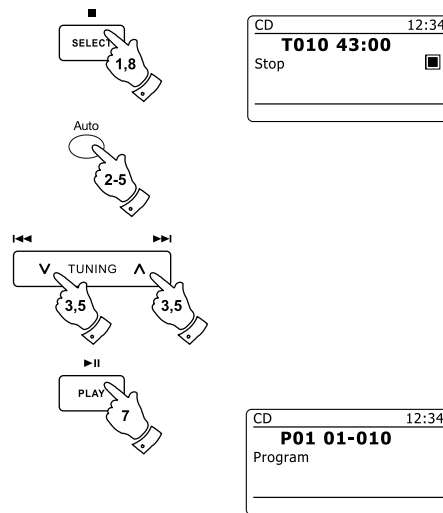 SELECT
1,8
CD 12:34
T010 43:00
Stop
Auto
2-5
TUNING
3,5 3,5
PLAY
7
CD 12:34
P01 01-010
Program